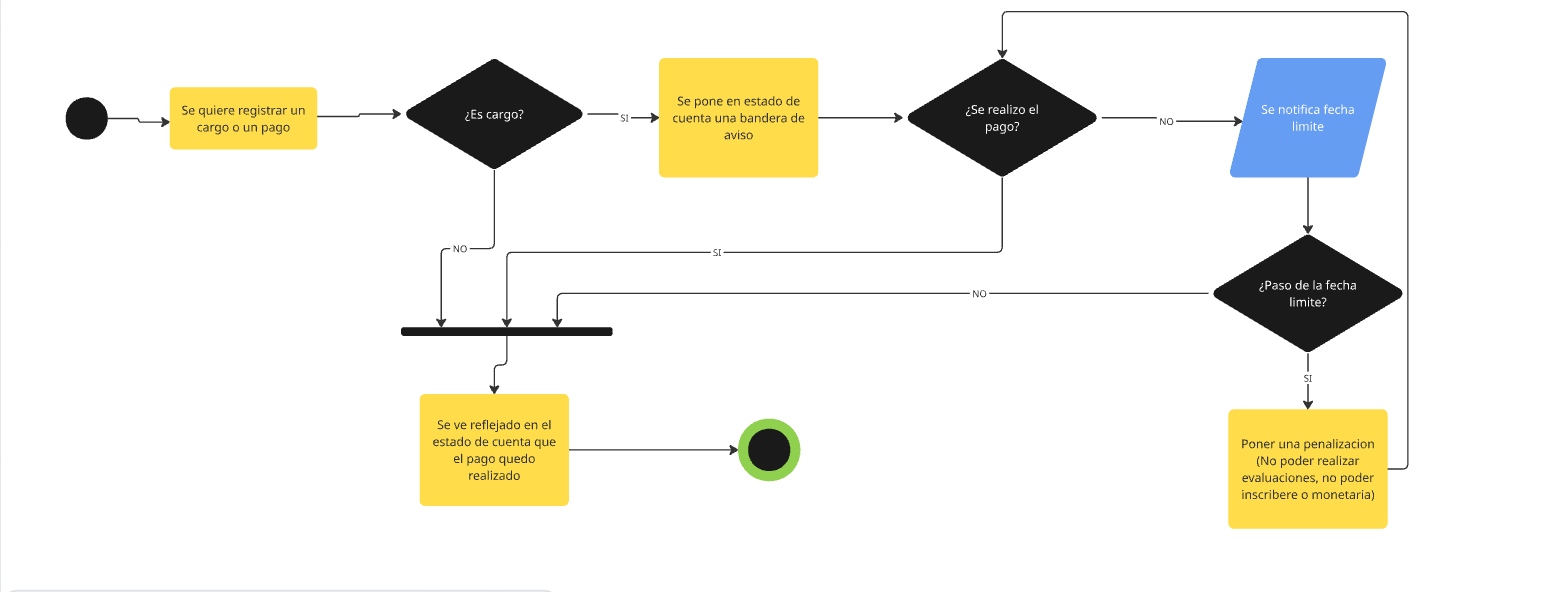 Se quiere registrar un
cargo o un pago
¿Es cargo?
SI
Se pone en estado de
cuenta una bandera de
aviso
¿Se realizo el
pago?
NO
Se notifica fecha
limite
NO
SI
NO
¿Paso de la fecha
limite?
SI
Se ve reflejado en el
estado de cuenta que
el pago quedo
realizado
Poner una penalizacion
(No poder realizar
evaluaciones, no poder
inscribere o monetaria)